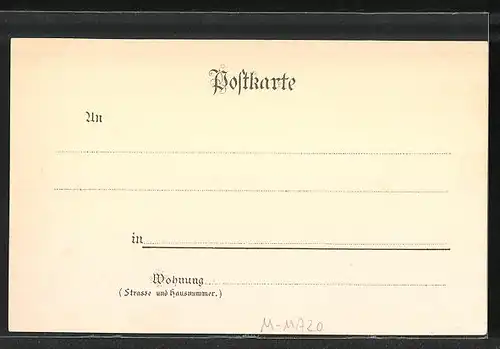 Postkarte
An
in
Wohnung
(Strasse und Hausnummer.)
M-MA20